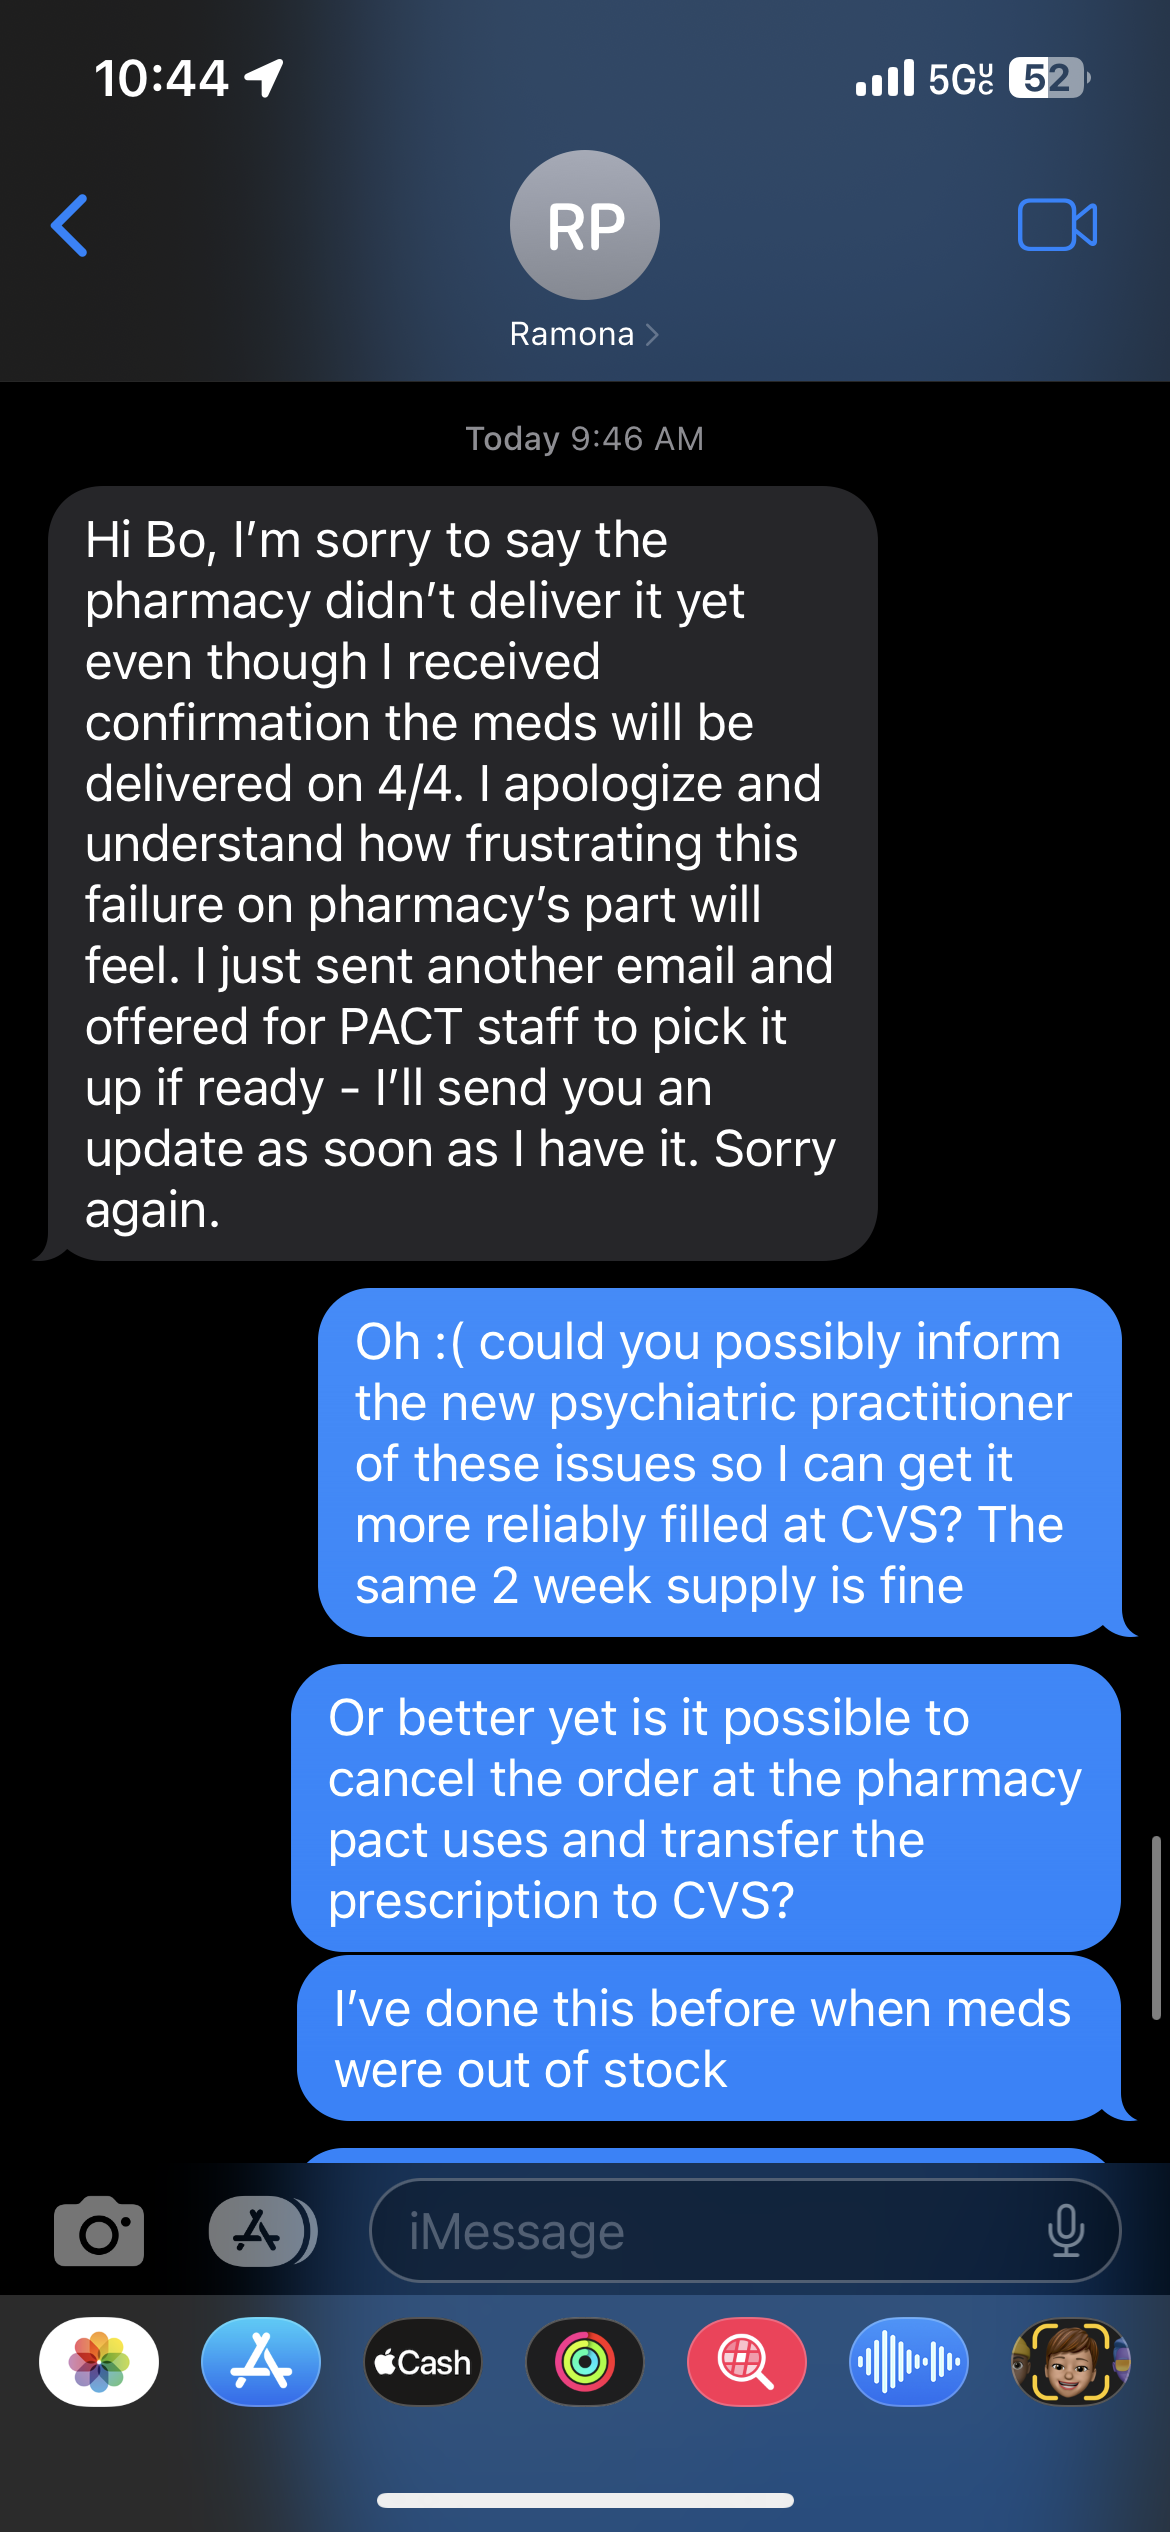 10:44
5G UC 52
RP
Ramona
Today 9:46 AM
Hi Bo, I’m sorry to say the
pharmacy didn’t deliver it yet
even though I received
confirmation the meds will be
delivered on 4/4. I apologize and
understand how frustrating this
failure on pharmacy’s part will
feel. I just sent another email and
offered for PACT staff to pick it
up if ready - I’ll send you an
update as soon as I have it. Sorry
again.
Oh :( could you possibly inform
the new psychiatric practitioner
of these issues so I can get it
more reliably filled at CVS? The
same 2 week supply is fine
Or better yet is it possible to
cancel the order at the pharmacy
pact uses and transfer the
prescription to CVS?
I’ve done this before when meds
were out of stock
iMessage
Cash